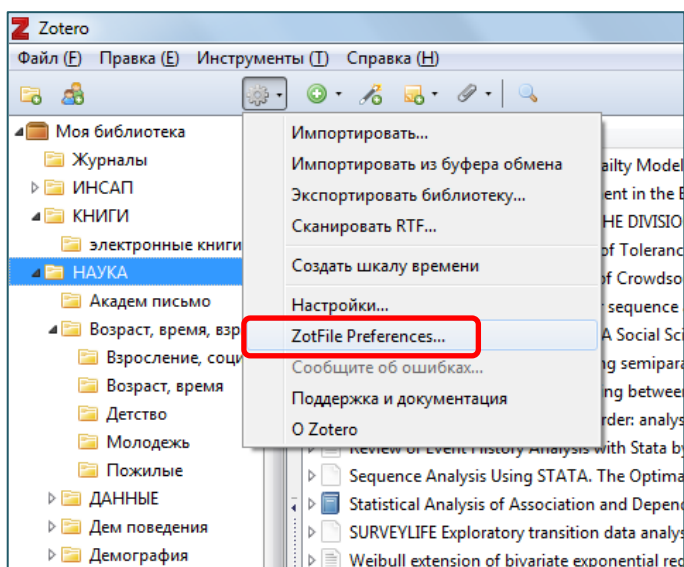 Zotero
Файл (F) Правка (E) Инструменты (T) Справка (H)
Моя библиотека
Журналы
ИНСАП
КНИГИ
электронные книги
НАУКА
Академ письмо
Возраст, время, взр
Взросление, соци
Возраст, время
Детство
Молодежь
Пожилые
ДАННЫЕ
Дем поведения
Демография
Импортировать...
Импортировать из буфера обмена
Экспортировать библиотеку...
Сканировать RTF...
Создать шкалу времени
Настройки...
ZotFile Preferences...
Сообщите об ошибках...
Поддержка и документация
О Zotero
ailty Model
ent in the E
HE DIVISIO
of Toleranc
of Crowdso
sequence
A Social Sci
ng semipara
ng between
rder: analys
Review of Event History Analysis with Stata by
Sequence Analysis Using STATA. The Optima
Statistical Analysis of Association and Depend
SURVEYLIFE Exploratory transition data analys
Weibull extension of bivariate exponential reg